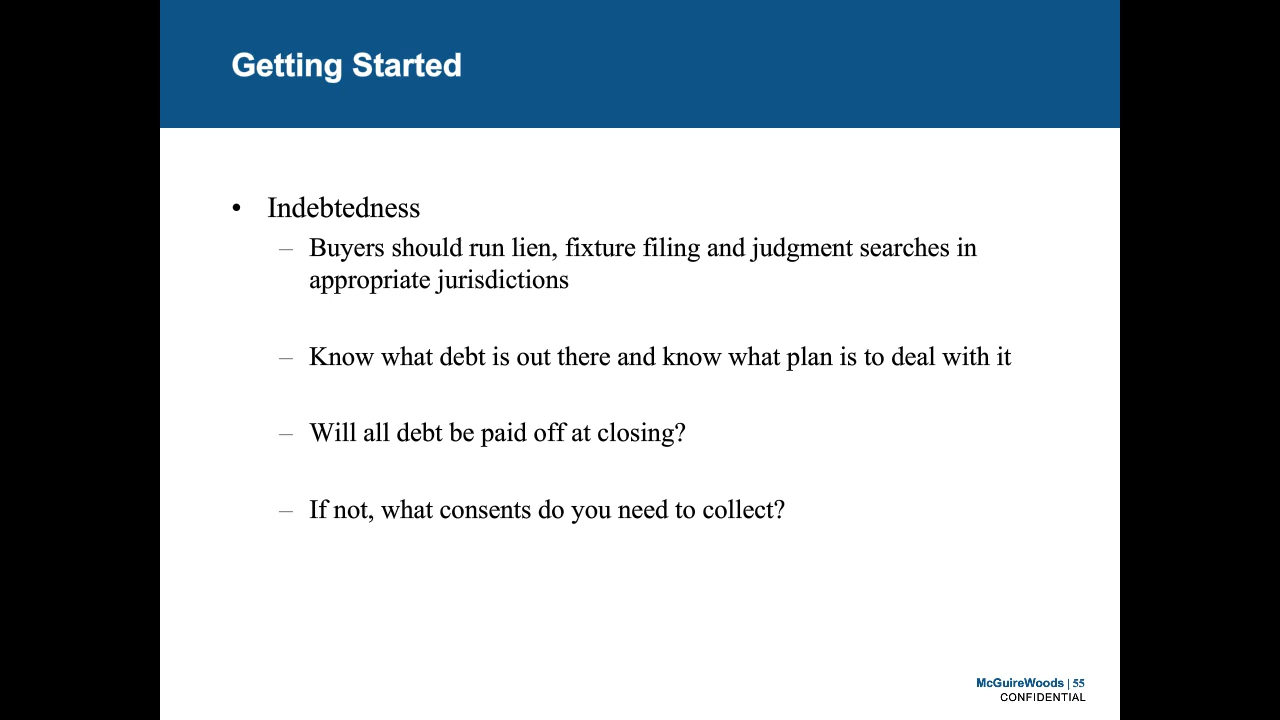 Getting Started
• Indebtedness
– Buyers should run lien, fixture filing and judgment searches in
appropriate jurisdictions
– Know what debt is out there and know what plan is to deal with it
– Will all debt be paid off at closing?
– If not, what consents do you need to collect?
McGuireWoods | 55
CONFIDENTIAL